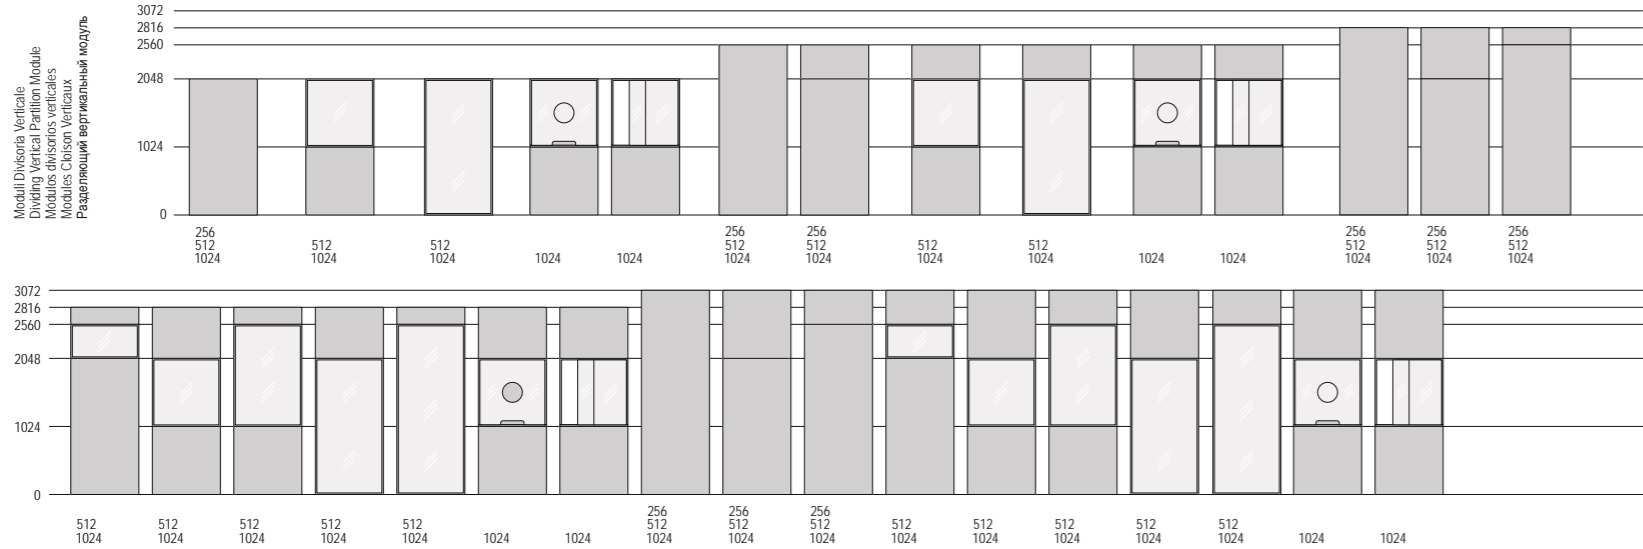 Moduli Divisoria Verticale
Dividing Vertical Partition Module
Módulos divisorios verticales
Modules Cloison Verticaux
Разделяющий вертикальный модуль
3072
2816
2560
2048
1024
0
256 256 256 256 256 256
512 512 512 512 512 512 512 512 512 512
1024 1024 1024 1024 1024 1024 1024 1024 1024 1024 1024 1024 1024 1024
3072
2816
2560
2048
1024
0
256 256 256
512 512 512 512 512 512 512 512 512 512 512 512 512
1024 1024 1024 1024 1024 1024 1024 1024 1024 1024 1024 1024 1024 1024 1024 1024 1024